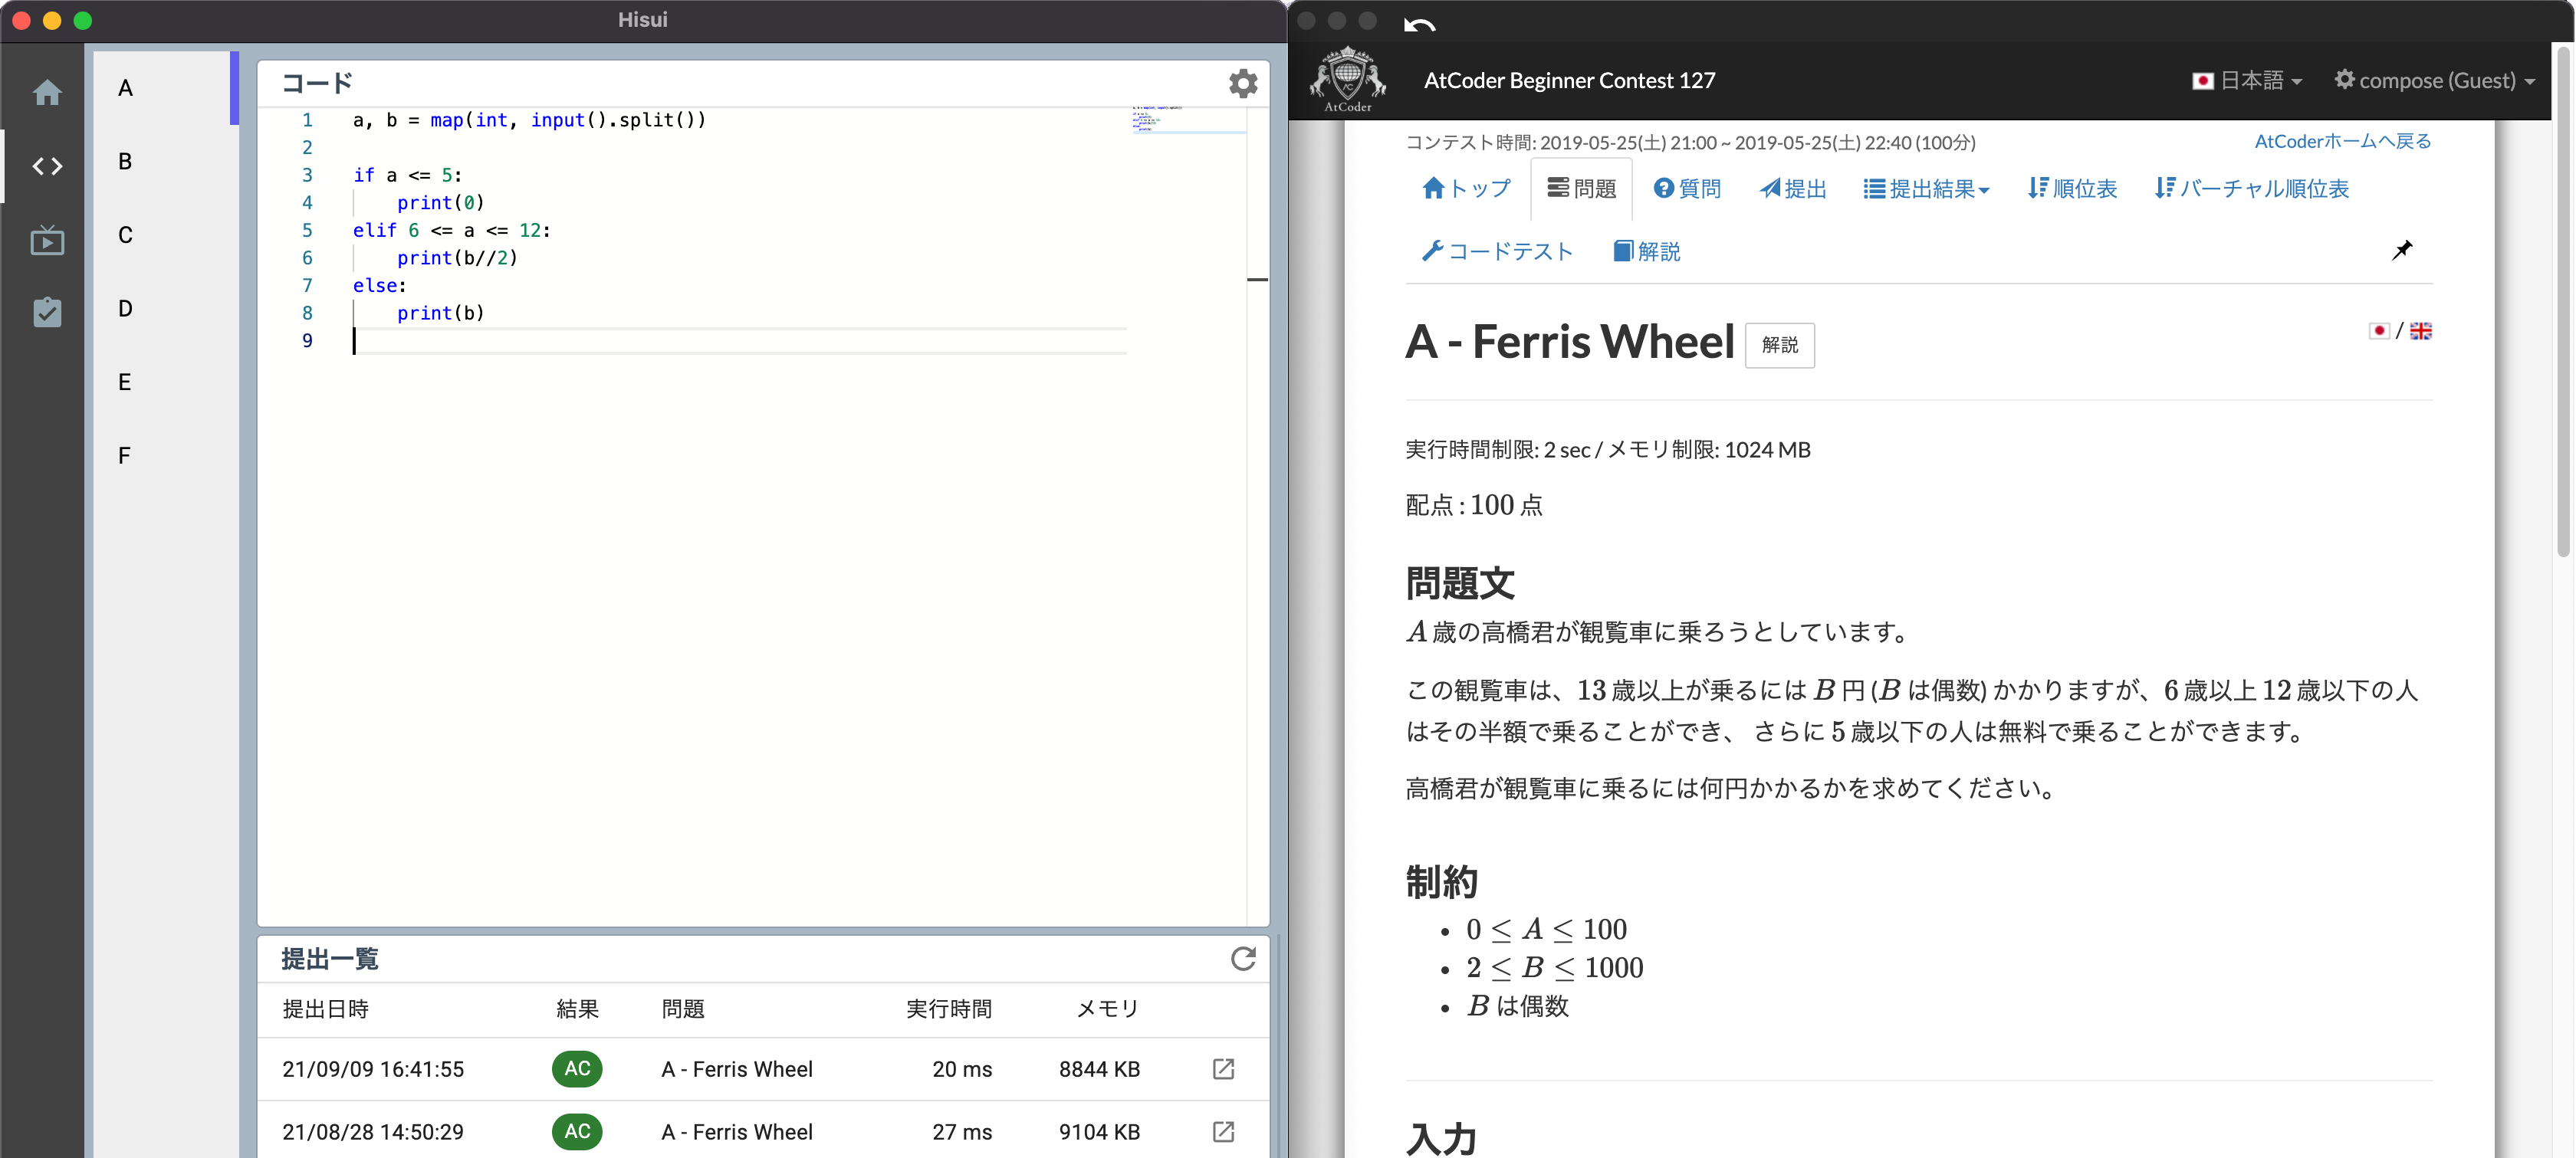 Hisui
A
B
C
D
E
F
コード
1 a, b = map(int, input().split())
2
3 if a <= 5:
4     print(0)
5 elif 6 <= a <= 12:
6     print(b//2)
7 else:
8     print(b)
9
提出一覧
提出日時 結果 問題 実行時間 メモリ
21/09/09 16:41:55 AC A - Ferris Wheel 20 ms 8844 KB
21/08/28 14:50:29 AC A - Ferris Wheel 27 ms 9104 KB
AtCoder
AtCoder Beginner Contest 127 日本語 compose (Guest)
コンテスト時間: 2019-05-25(土) 21:00 ~ 2019-05-25(土) 22:40 (100分) AtCoderホームへ戻る
トップ 問題 質問 提出 提出結果 順位表 バーチャル順位表
コードテスト 解説
A - Ferris Wheel 解説 /
実行時間制限: 2 sec / メモリ制限: 1024 MB
配点 : 100 点
問題文
A 歳の高橋君が観覧車に乗ろうとしています。
この観覧車は、13 歳以上が乗るには B 円 (B は偶数) かかりますが、6 歳以上 12 歳以下の人
はその半額で乗ることができ、 さらに 5 歳以下の人は無料で乗ることができます。
高橋君が観覧車に乗るには何円かかるかを求めてください。
制約
• 0 ≤ A ≤ 100
• 2 ≤ B ≤ 1000
• B は偶数
入力